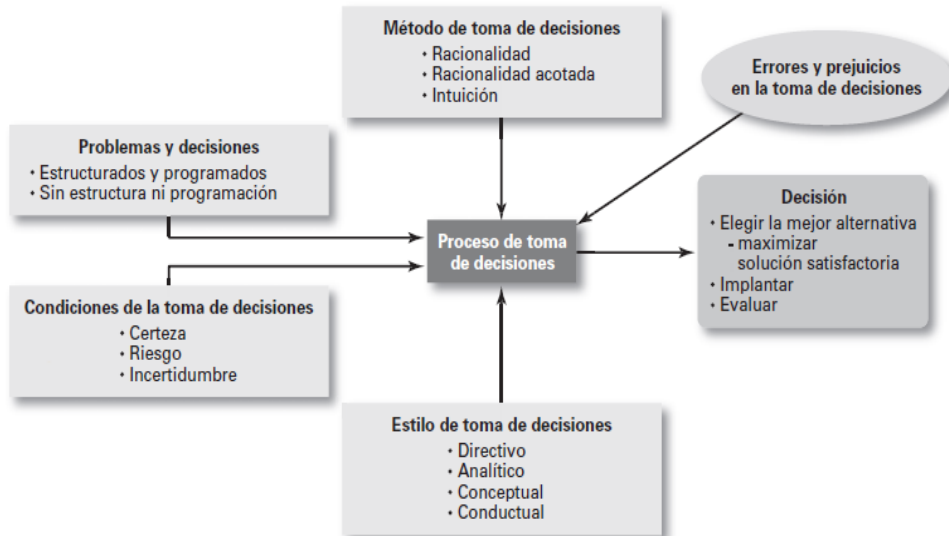 Método de toma de decisiones
• Racionalidad
• Racionalidad acotada
• Intuición
Errores y prejuicios
en la toma de decisiones
Problemas y decisiones
• Estructurados y programados
• Sin estructura ni programación
Decisión
• Elegir la mejor alternativa
- maximizar
solución satisfactoria
• Implantar
• Evaluar
Proceso de toma
de decisiones
Condiciones de la toma de decisiones
• Certeza
• Riesgo
• Incertidumbre
Estilo de toma de decisiones
• Directivo
• Analítico
• Conceptual
• Conductual